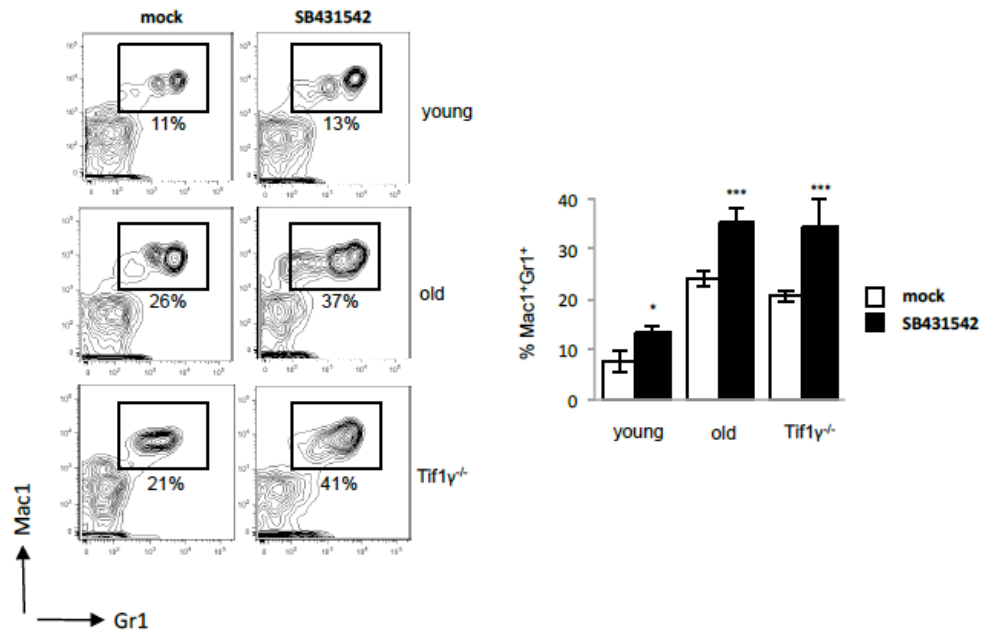 mock SB431542
11% 13% young
26% 37% old
21% 41% Tif1γ-/-
Mac1
Gr1
% Mac1+Gr1+
40
30
20
10
0
* *** ***
young old Tif1γ-/-
mock
SB431542